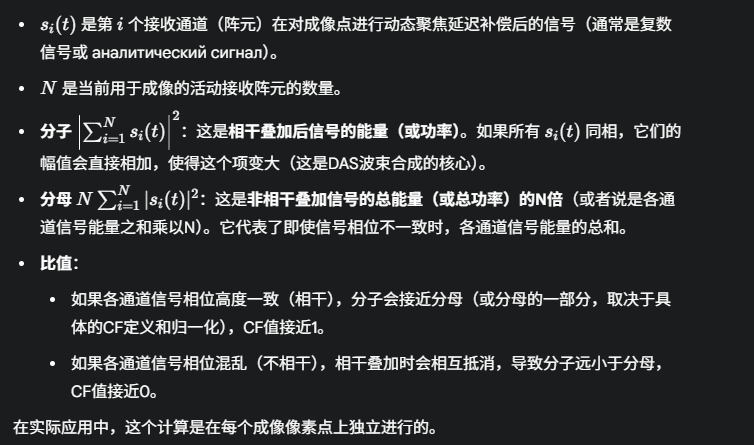 • s_i(t) 是第 i 个接收通道（阵元）在对成像点进行动态聚焦延迟补偿后的信号（通常是复数
信号或 аналитический сигнал）。
• N 是当前用于成像的活动接收阵元的数量。
• 分子 |∑_{i=1}^{N} s_i(t)|^2：这是相干叠加后信号的能量（或功率）。如果所有 s_i(t) 同相，它们的
幅值会直接相加，使得这个项变大（这是DAS波束合成的核心）。
• 分母 N ∑_{i=1}^{N} |s_i(t)|^2：这是非相干叠加信号的总能量（或总功率）的N倍（或者说是各通
道信号能量之和乘以N）。它代表了即使信号相位不一致时，各通道信号能量的总和。
• 比值：
• 如果各通道信号相位高度一致（相干），分子会接近分母（或分母的一部分，取决于具
体的CF定义和归一化），CF值接近1。
• 如果各通道信号相位混乱（不相干），相干叠加时会相互抵消，导致分子远小于分母，
CF值接近0。
在实际应用中，这个计算是在每个成像像素点上独立进行的。